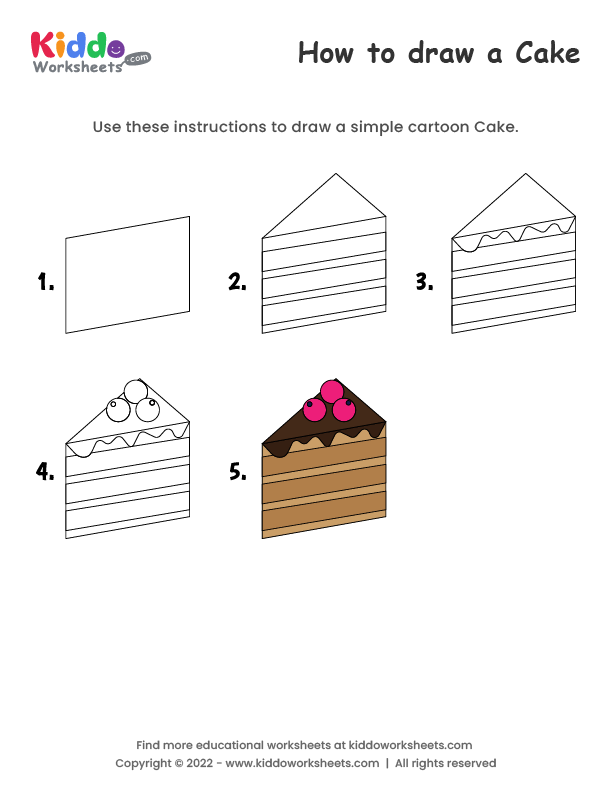 Kiddo
Worksheets .com
How to draw a Cake
Use these instructions to draw a simple cartoon Cake.
1.
2.
3.
4.
5.
Find more educational worksheets at kiddoworksheets.com
Copyright © 2022 - www.kiddoworksheets.com | All rights reserved